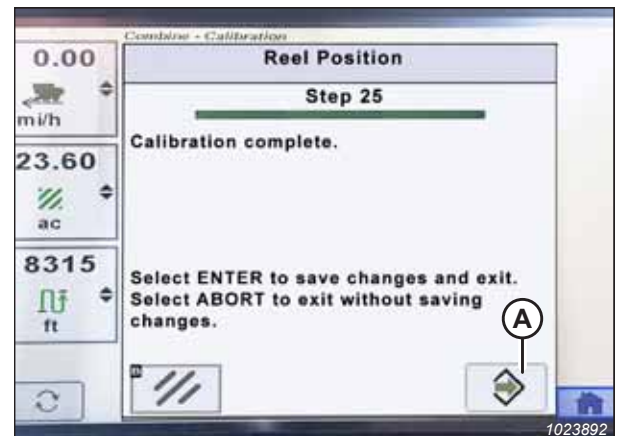 Combine - Calibration
0.00
mi/h
23.60
ac
8315
ft
Reel Position
Step 25
Calibration complete.
Select ENTER to save changes and exit.
Select ABORT to exit without saving
changes.
A
1023892